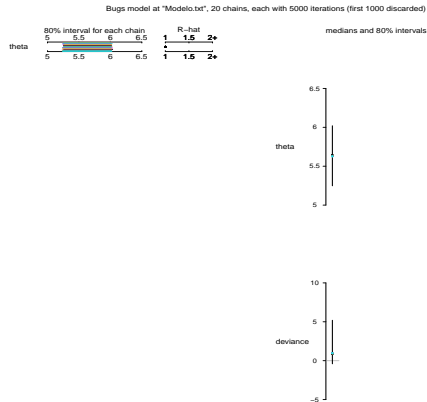 Bugs model at "Modelo.txt", 20 chains, each with 5000 iterations (first 1000 discarded)
80% interval for each chain R−hat
5 5.5 6 6.5 1 1.5 2+
theta
5 5.5 6 6.5 1 1.5 2+
medians and 80% intervals
6.5
6
theta
5.5
5
10
5
deviance
0
−5